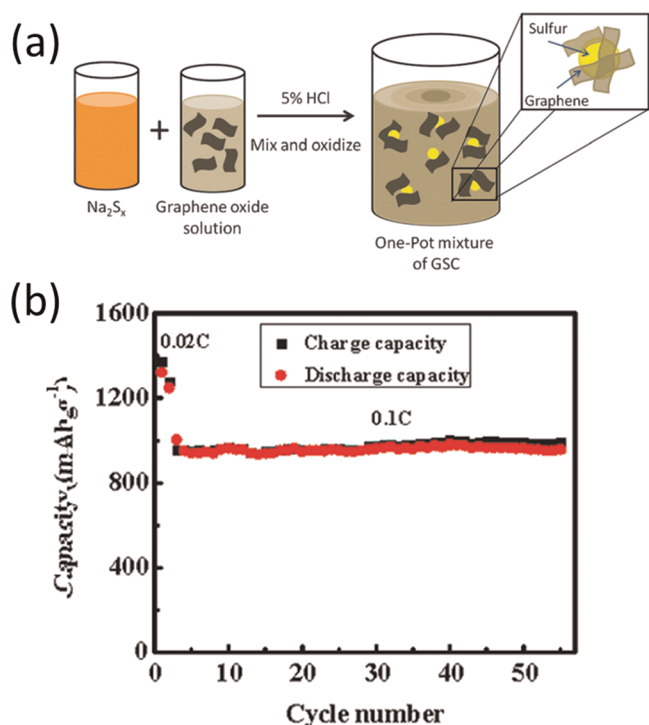 (a)
Sulfur
Graphene
5% HCl
+
Mix and oxidize
Na₂Sₓ
Graphene oxide
solution
One-Pot mixture
of GSC
(b)
1600
1200
800
400
0
Capacity (mAh g⁻¹)
0.02C
Charge capacity
Discharge capacity
0.1C
0 10 20 30 40 50
Cycle number